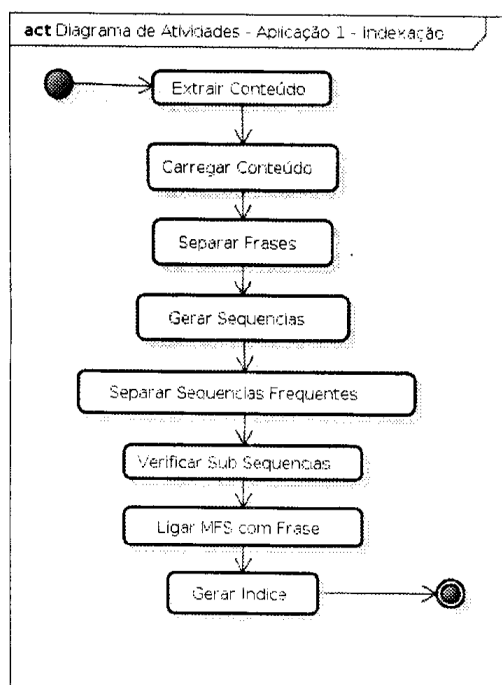 act Diagrama de Atividades - Aplicação 1 - Indexação
Extrair Conteúdo
Carregar Conteúdo
Separar Frases
Gerar Sequencias
Separar Sequencias Frequentes
Verificar Sub Sequencias
Ligar MFS com Frase
Gerar Indice